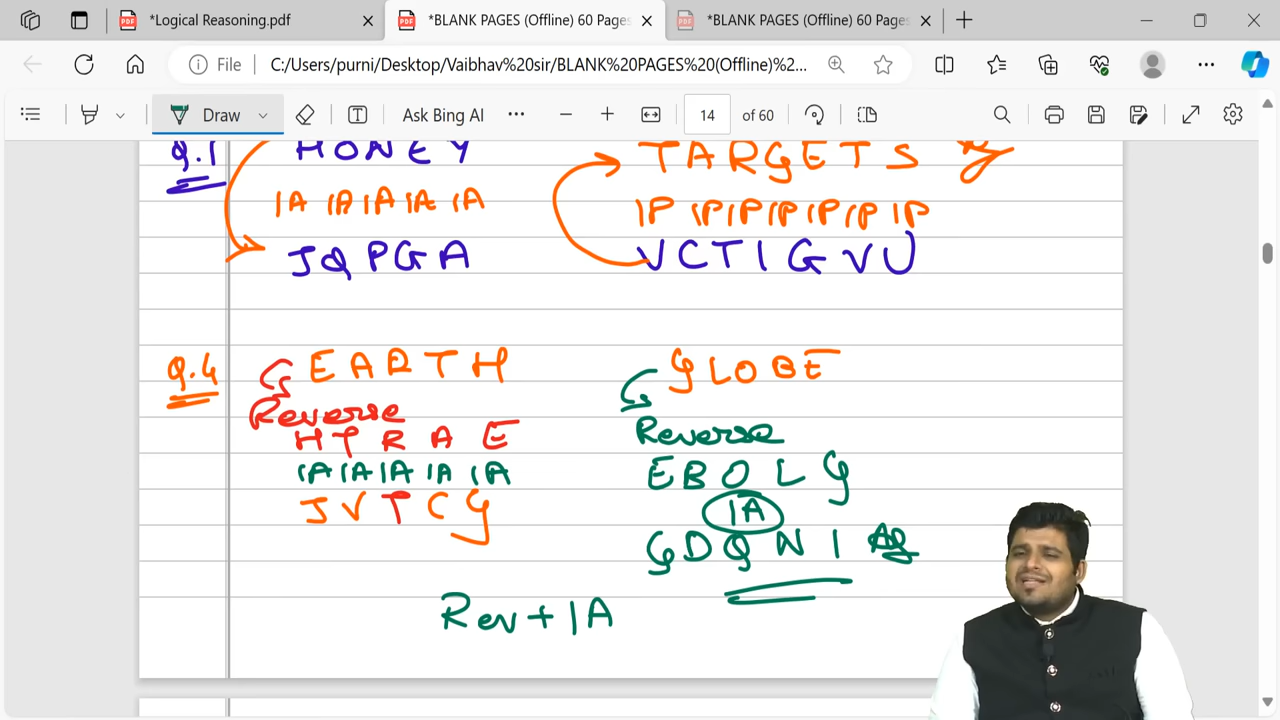 *Logical Reasoning.pdf
*BLANK PAGES (Offline) 60 Pages
*BLANK PAGES (Offline) 60 Pages
File
C:/Users/purni/Desktop/Vaibhav%20sir/BLANK%20PAGES%20(Offline)%2...
Draw
Ask Bing AI
14 of 60
Q.1 HONEY TARGETS
1A 1A 1A 1A 1A 1P 1P 1P 1P 1P 1P 1P
JQPGA VCTIGVU
Q.4 EARTH GLOBE
Reverse Reverse
HTRAE EBOLG
1A 1A 1A 1A 1A 1A
JVTCG GDQNI
Rev + 1A